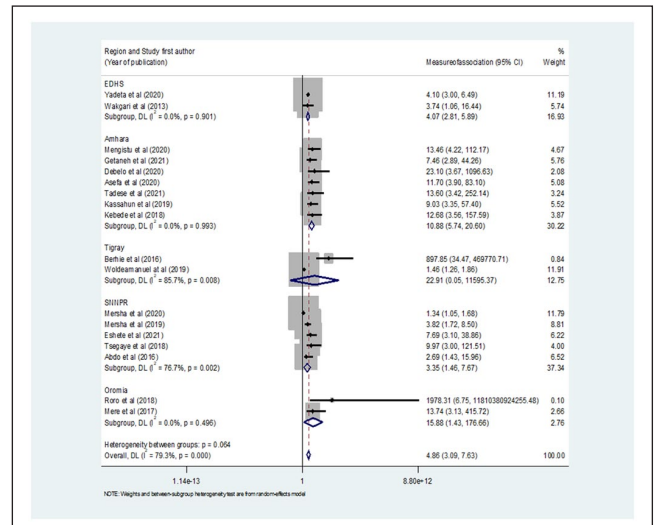 Region and Study first author %
(Year of publication) Measureofassociation (95% CI) Weight
EDHS
Yadeta et al (2020) 4.10 (3.00, 6.49) 11.19
Wakgari et al (2013) 3.74 (1.06, 16.44) 5.74
Subgroup, DL (I² = 0.0%, p = 0.901) 4.07 (2.81, 5.89) 16.93
Amhara
Mengistu et al (2020) 13.46 (4.22, 112.17) 4.67
Getaneh et al (2021) 7.46 (2.89, 44.26) 5.76
Debelo et al (2020) 23.10 (3.67, 1096.63) 2.08
Asefa et al (2020) 11.70 (3.90, 83.10) 5.08
Tadese et al (2021) 13.60 (3.42, 252.14) 3.24
Kassahun et al (2019) 9.03 (3.35, 57.40) 5.52
Kebede et al (2018) 12.68 (3.56, 157.59) 3.87
Subgroup, DL (I² = 0.0%, p = 0.993) 10.88 (5.74, 20.60) 30.22
Tigray
Berhie et al (2016) 897.85 (34.47, 469770.71) 0.84
Woldeamanuel at al (2019) 1.46 (1.26, 1.86) 11.91
Subgroup, DL (I² = 85.7%, p = 0.008) 22.91 (0.05, 11595.37) 12.75
SNNPR
Mersha et al (2020) 1.34 (1.05, 1.68) 11.79
Mersha et al (2019) 3.82 (1.72, 8.50) 8.81
Eshete et al (2021) 7.69 (3.10, 38.86) 6.22
Tsegaye et al (2018) 9.97 (3.00, 121.51) 4.00
Abdo et al (2016) 2.69 (1.43, 15.96) 6.52
Subgroup, DL (I² = 76.7%, p = 0.002) 3.35 (1.46, 7.67) 37.34
Oromia
Roro et al (2018) 1978.31 (6.75, 11810380924255.48) 0.10
Mere et al (2017) 13.74 (3.13, 415.72) 2.66
Subgroup, DL (I² = 0.0%, p = 0.496) 15.88 (1.43, 176.66) 2.76
Heterogeneity between groups: p = 0.064
Overall, DL (I² = 79.3%, p = 0.000) 4.86 (3.09, 7.63) 100.00
1.14e-13 1 8.80e+12
NOTE: Weights and between-subgroup heterogeneity test are from random-effects model